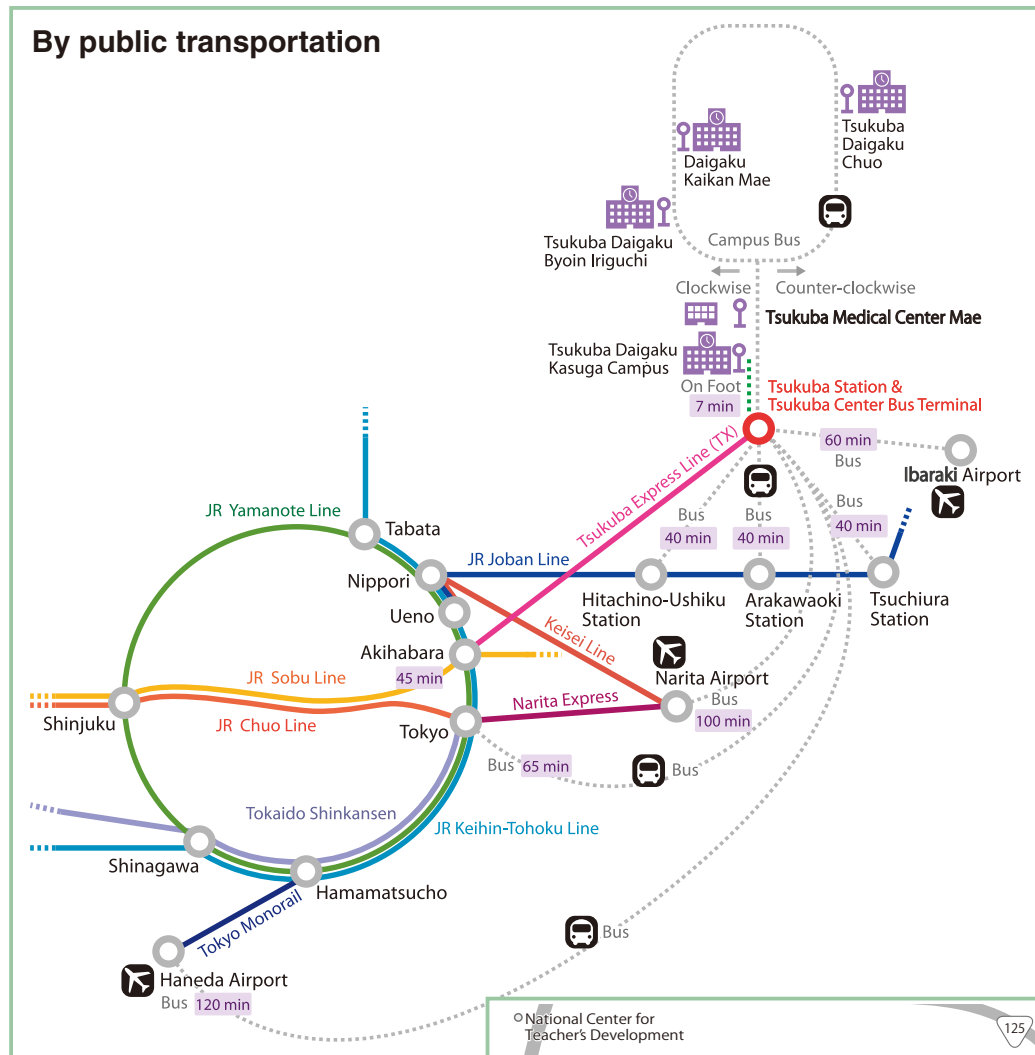 By public transportation
Tsukuba
Daigaku
Chuo
Daigaku
Kaikan Mae
Tsukuba Daigaku
Byoin Iriguchi
Campus Bus
Clockwise
Counter-clockwise
Tsukuba Medical Center Mae
Tsukuba Daigaku
Kasuga Campus
On Foot
7 min
Tsukuba Station &
Tsukuba Center Bus Terminal
60 min
Bus
Ibaraki Airport
Tsukuba Express Line (TX)
JR Yamanote Line
Tabata
Bus
40 min
Bus
40 min
Bus
40 min
JR Joban Line
Nippori
Hitachino-Ushiku
Station
Arakawaoki
Station
Tsuchiura
Station
Ueno
Keisei Line
Akihabara
45 min
JR Sobu Line
Narita Airport
Bus
100 min
Narita Express
Shinjuku
JR Chuo Line
Tokyo
Bus 65 min
Bus
Tokaido Shinkansen
JR Keihin-Tohoku Line
Shinagawa
Hamamatsucho
Tokyo Monorail
Bus
Haneda Airport
Bus 120 min
National Center for
Teacher's Development
125